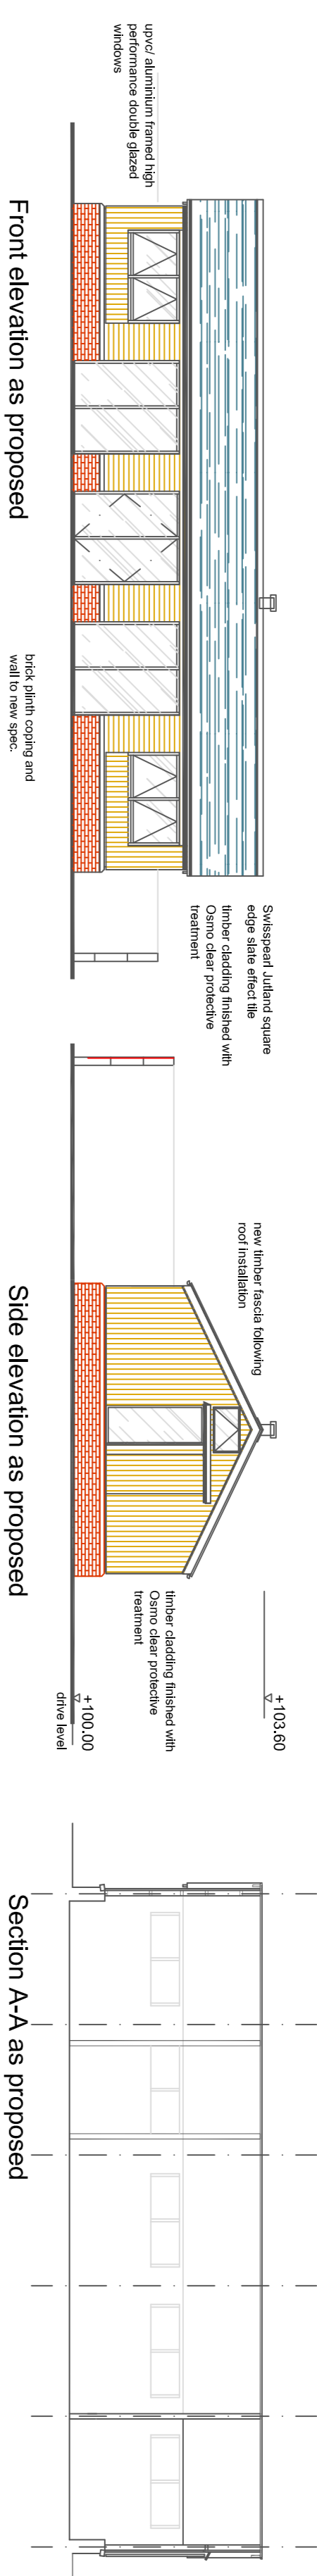 upvc/ aluminium framed high
performance double glazed
windows
Front elevation as proposed
brick plinth coping and
wall to new spec.
Swisspearl Jutland square
edge slate effect tile
timber cladding finished with
Osmo clear protective
treatment
new timber fascia following
roof installation
Side elevation as proposed
timber cladding finished with
Osmo clear protective
treatment
+103.60
+100.00
drive level
Section A-A as proposed